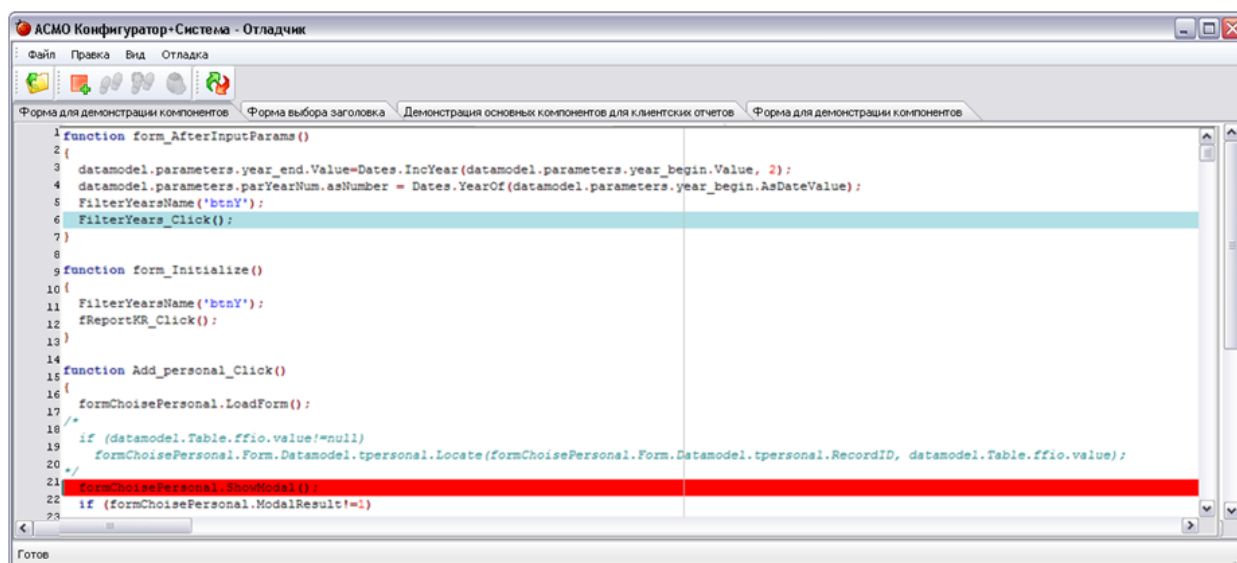 АСМО Конфигуратор+Система - Отладчик
Файл Правка Вид Отладка
Форма для демонстрации компонентов Форма выбора заголовка Демонстрация основных компонентов для клиентских отчетов Форма для демонстрации компонентов
1 function form_AfterInputParams()
2 {
3 datamodel.parameters.year_end.Value=Dates.IncYear(datamodel.parameters.year_begin.Value, 2);
4 datamodel.parameters.parYearNum.asNumber = Dates.YearOf(datamodel.parameters.year_begin.AsDateValue);
5 FilterYearsName('btnY');
6 FilterYears_Click();
7 }
8
9 function form_Initialize()
10 {
11 FilterYearsName('btnY');
12 fReportKR_Click();
13 }
14
15 function Add_personal_Click()
16 {
17 formChoisePersonal.LoadForm();
18 /*
19 if (datamodel.Table.ffio.value!=null)
20 formChoisePersonal.Form.Datamodel.tpersonal.Locate(formChoisePersonal.Form.Datamodel.tpersonal.RecordID, datamodel.Table.ffio.value);
*/
21 formChoisePersonal.ShowModal();
22 if (formChoisePersonal.ModalResult!=1)
23
Готов